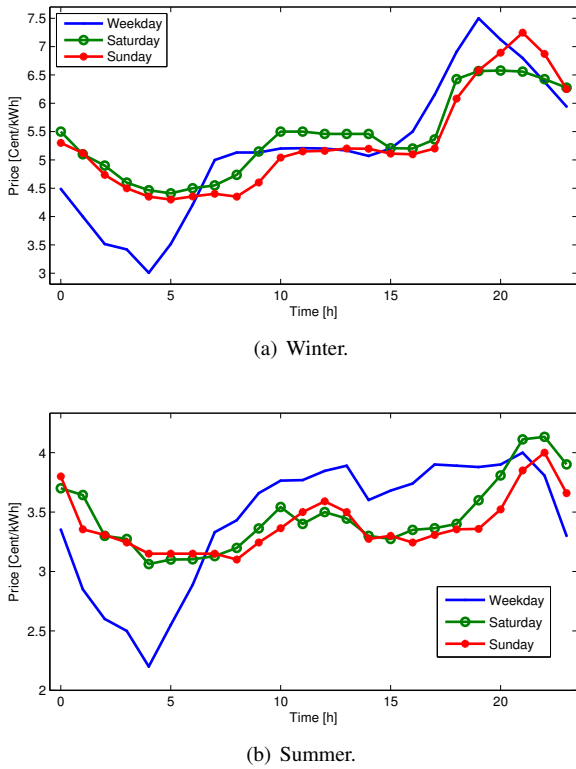 7.5
7
6.5
6
5.5
5
4.5
4
3.5
3
Price [Cent/kWh]
Weekday
Saturday
Sunday
0
5
10
15
20
Time [h]
(a) Winter.
4
3.5
3
2.5
2
Price [Cent/kWh]
Weekday
Saturday
Sunday
0
5
10
15
20
Time [h]
(b) Summer.